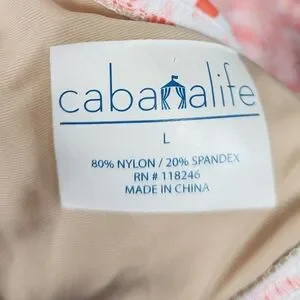 cabanalife
L
80% NYLON / 20% SPANDEX
RN # 118246
MADE IN CHINA